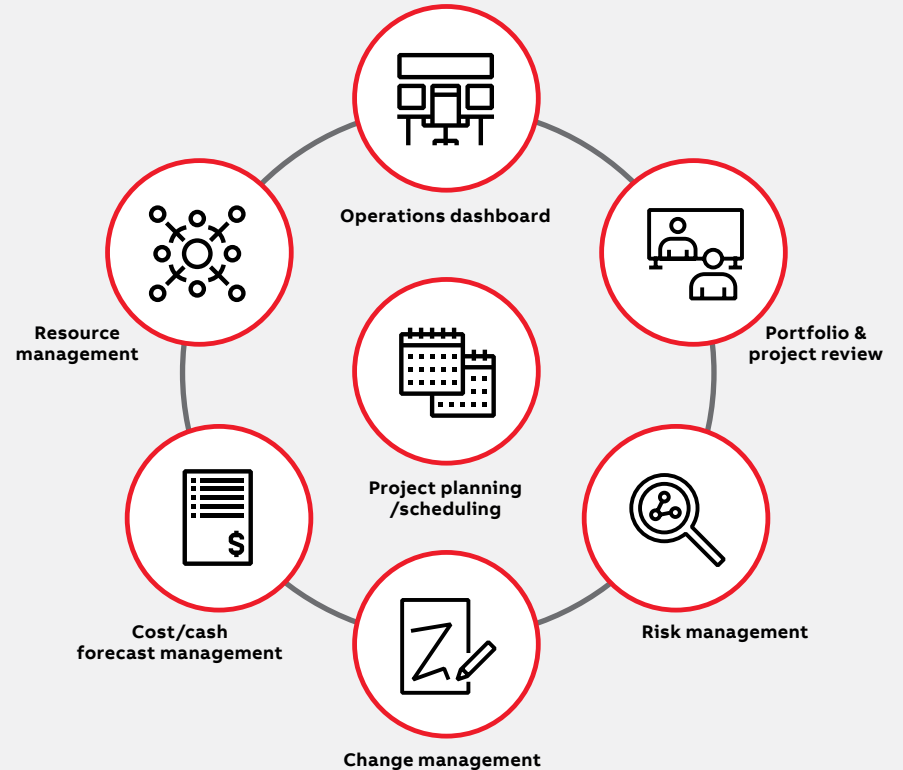 Operations dashboard
Resource
management
Portfolio &
project review
Project planning
/scheduling
Cost/cash
forecast management
$
Risk management
Change management